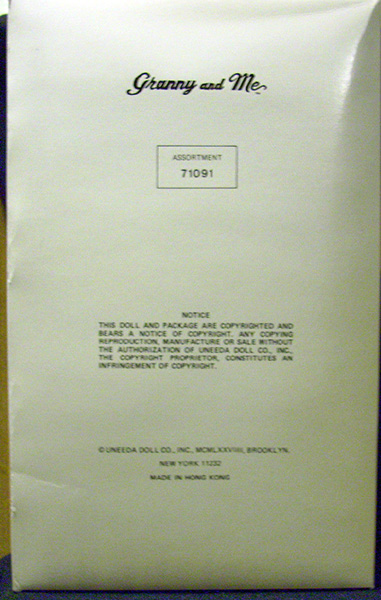 Granny and Me™
ASSORTMENT
71091
NOTICE
THIS DOLL AND PACKAGE ARE COPYRIGHTED AND
BEARS A NOTICE OF COPYRIGHT. ANY COPYING
REPRODUCTION, MANUFACTURE OR SALE WITHOUT
THE AUTHORIZATION OF UNEEDA DOLL CO., INC.,
THE COPYRIGHT PROPRIETOR, CONSTITUTES AN
INFRINGEMENT OF COPYRIGHT.
© UNEEDA DOLL CO., INC., MCMLXXVIIII, BROOKLYN.
NEW YORK 11232
MADE IN HONG KONG